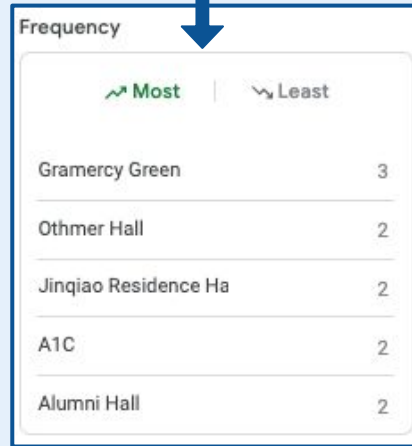 Frequency
Most Least
Gramercy Green 3
Othmer Hall 2
Jinqiao Residence Ha 2
A1C 2
Alumni Hall 2